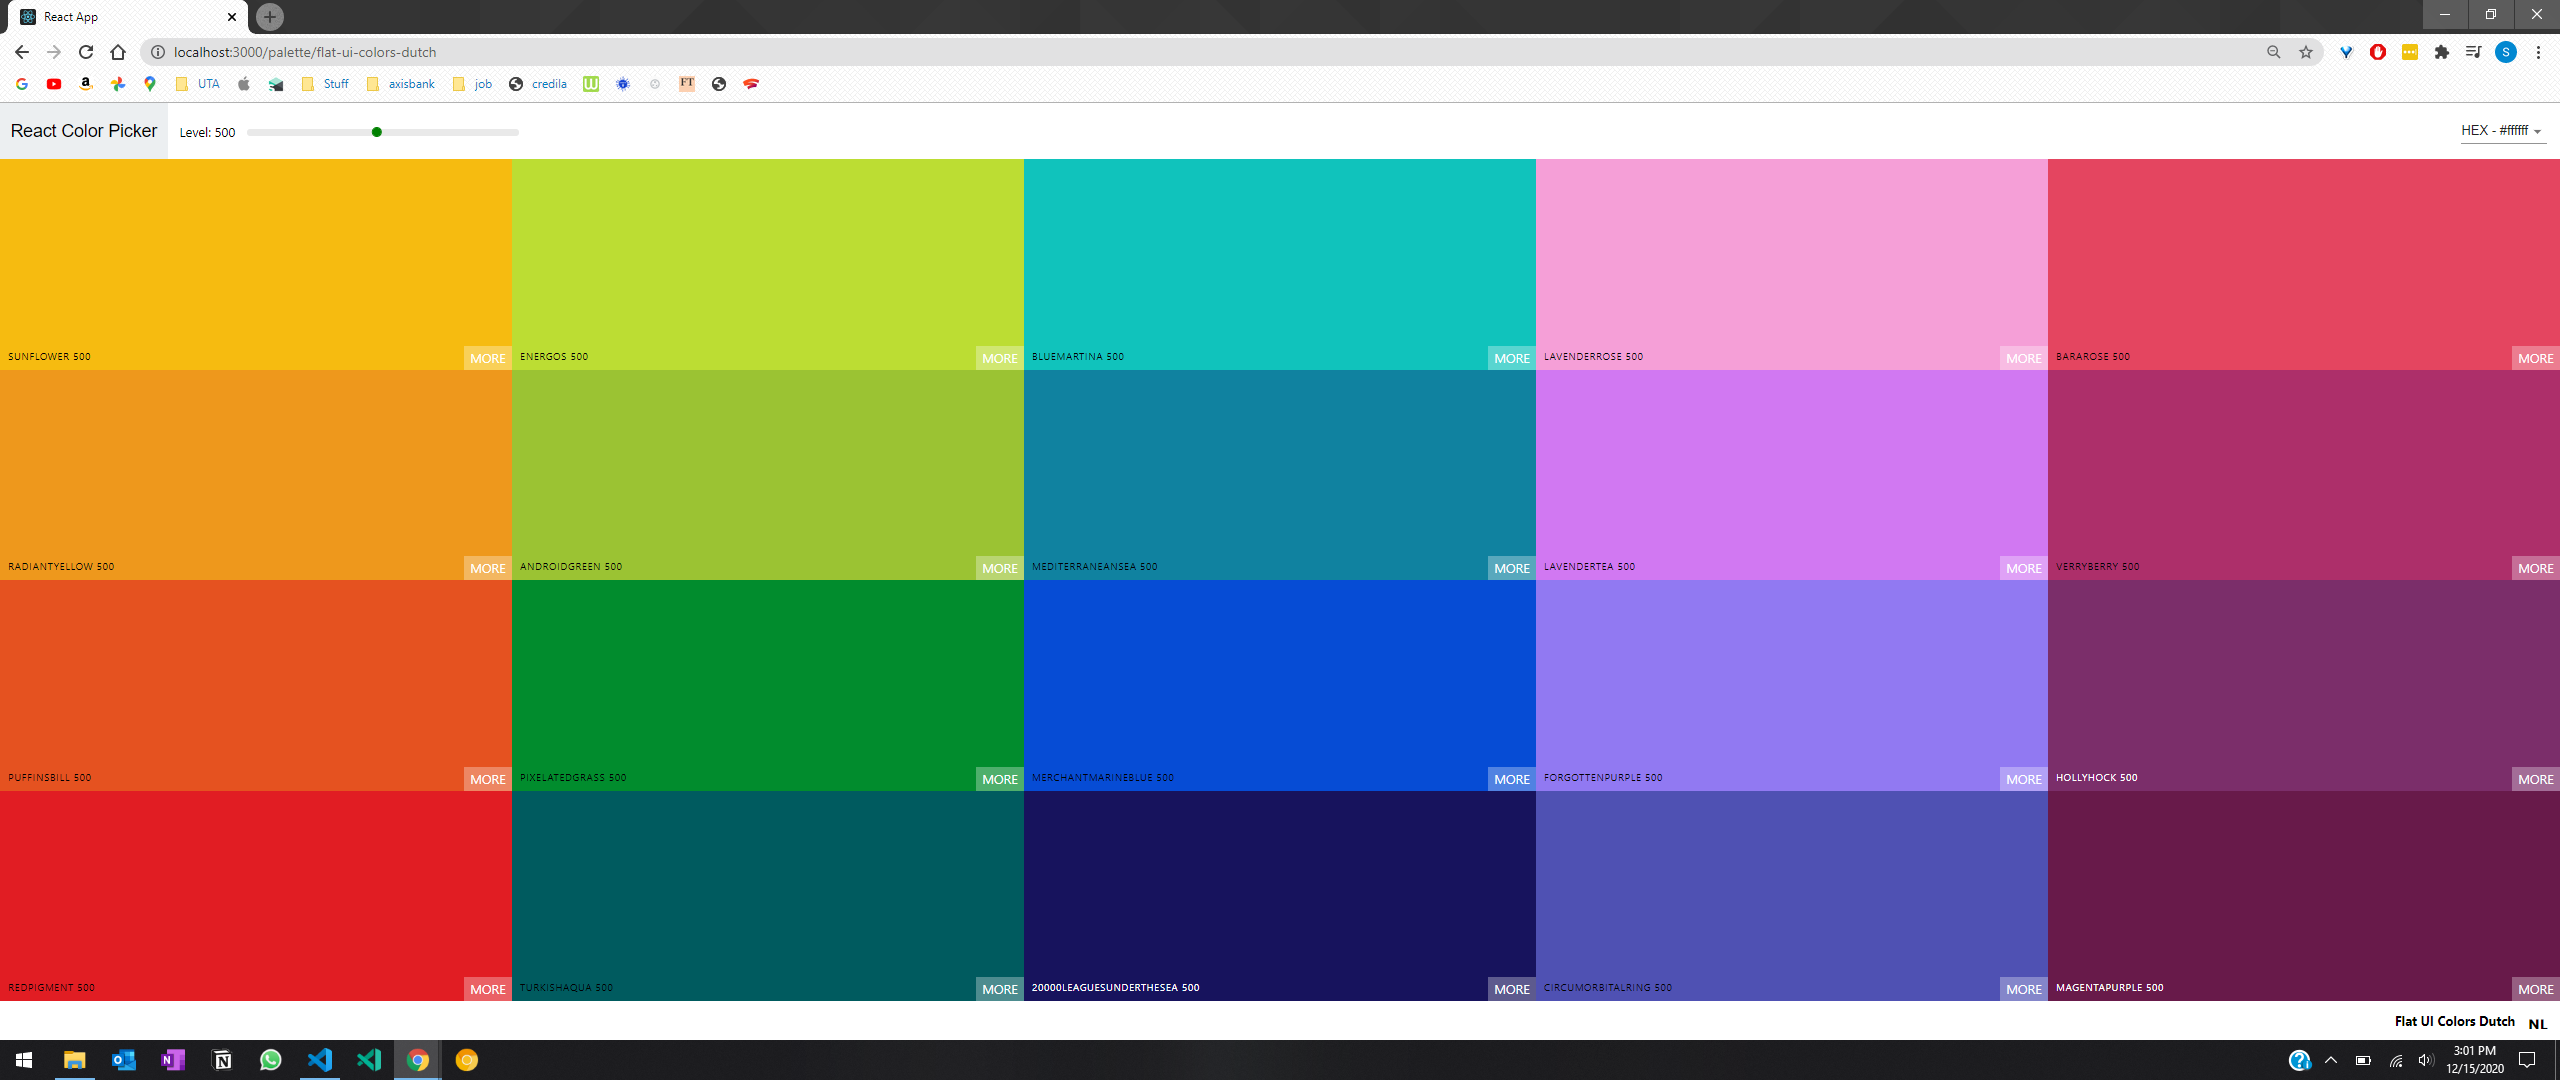 React App
localhost:3000/palette/flat-ui-colors-dutch
UTA Stuff axisbank job credila FT
React Color Picker Level: 500 HEX - #ffffff
SUNFLOWER 500 MORE ENERGOS 500 MORE BLUEMARTINA 500 MORE LAVENDERROSE 500 MORE BARAROSE 500 MORE
RADIANTYELLOW 500 MORE ANDROIDGREEN 500 MORE MEDITERRANEANSEA 500 MORE LAVENDERTEA 500 MORE VERRYBERRY 500 MORE
PUFFINSBILL 500 MORE PIXELATEDGRASS 500 MORE MERCHANTMARINEBLUE 500 MORE FORGOTTENPURPLE 500 MORE HOLLYHOCK 500 MORE
REDPIGMENT 500 MORE TURKISHAQUA 500 MORE 20000LEAGUESUNDERTHESEA 500 MORE CIRCUMORBITALRING 500 MORE MAGENTAPURPLE 500 MORE
Flat UI Colors Dutch NL
3:01 PM
12/15/2020